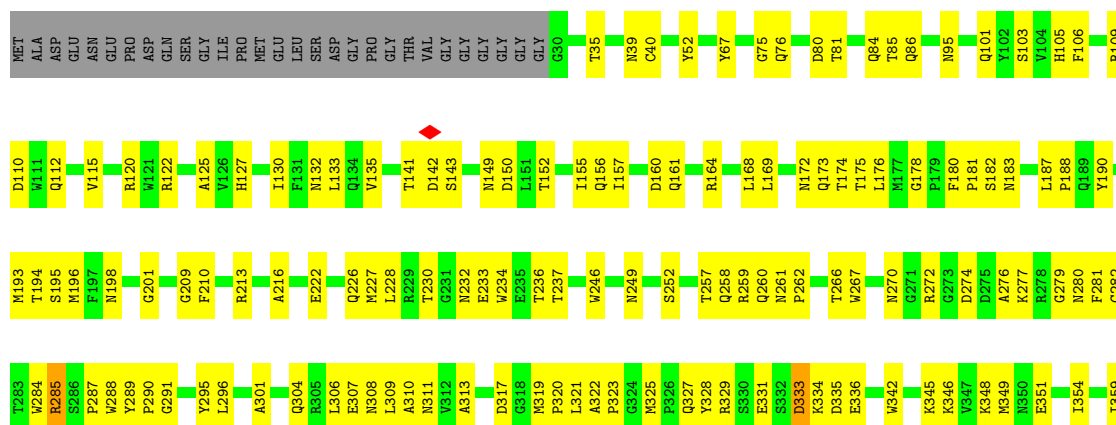 MET ALA ASP GLU ASN GLU PRO ASP GLN SER GLY ILE PRO MET GLU LEU SER ASP GLY PRO GLY THR VAL GLY GLY GLY GLY GLY GLY G30 T35 N39 C40 Y52 Y67 G75 Q76 D80 T81 Q84 T85 Q86 N95 Q101 Y102 S103 V104 H105 F106 R109
D110 W111 Q112 V115 R120 W121 R122 A125 V126 H127 I130 F131 N132 L133 Q134 V135 T141 D142 S143 N149 D150 L151 T152 I155 Q156 I157 D160 Q161 R164 L168 L169 N172 Q173 T174 T175 L176 M177 G178 P179 F180 P181 S182 N183 L187 P188 Q189 Y190
M193 T194 S195 M196 F197 N198 G201 G209 F210 R213 A216 E222 Q226 M227 L228 R229 T230 G231 N232 E233 W234 E235 T236 T237 W246 N249 S252 T257 Q258 R259 Q260 N261 P262 T266 W267 N270 G271 R272 G273 D274 D275 A276 K277 R278 G279 N280 F281 G282
T283 W284 R285 S286 P287 W288 Y289 P290 G291 Y295 L296 A301 Q304 R305 L306 E307 N308 L309 A310 N311 V312 A313 D317 G318 M319 P320 L321 A322 P323 G324 M325 P326 Q327 Y328 R329 S330 E331 S332 D333 K334 D335 E336 W342 K345 K346 V347 K348 M349 N350 E351 I354 I359